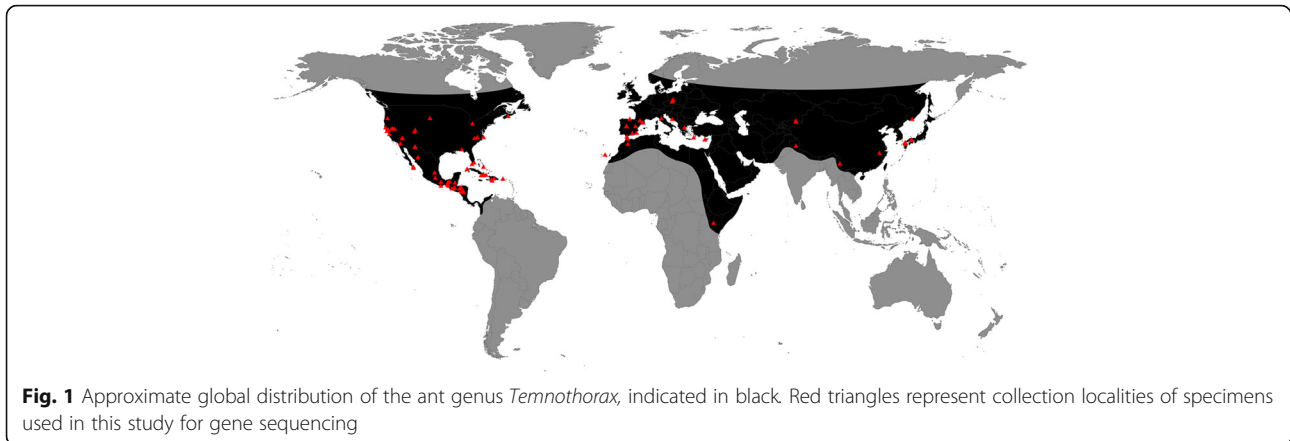 Fig. 1 Approximate global distribution of the ant genus Temnothorax, indicated in black. Red triangles represent collection localities of specimens
used in this study for gene sequencing